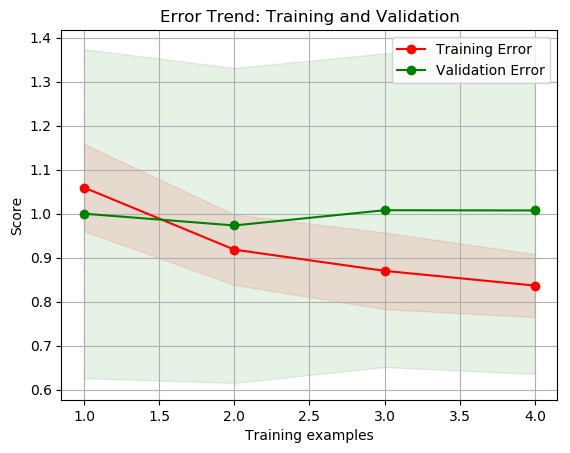 Error Trend: Training and Validation
1.4
1.3
1.2
1.1
1.0
0.9
0.8
0.7
0.6
Score
Training Error
Validation Error
1.0 1.5 2.0 2.5 3.0 3.5 4.0
Training examples